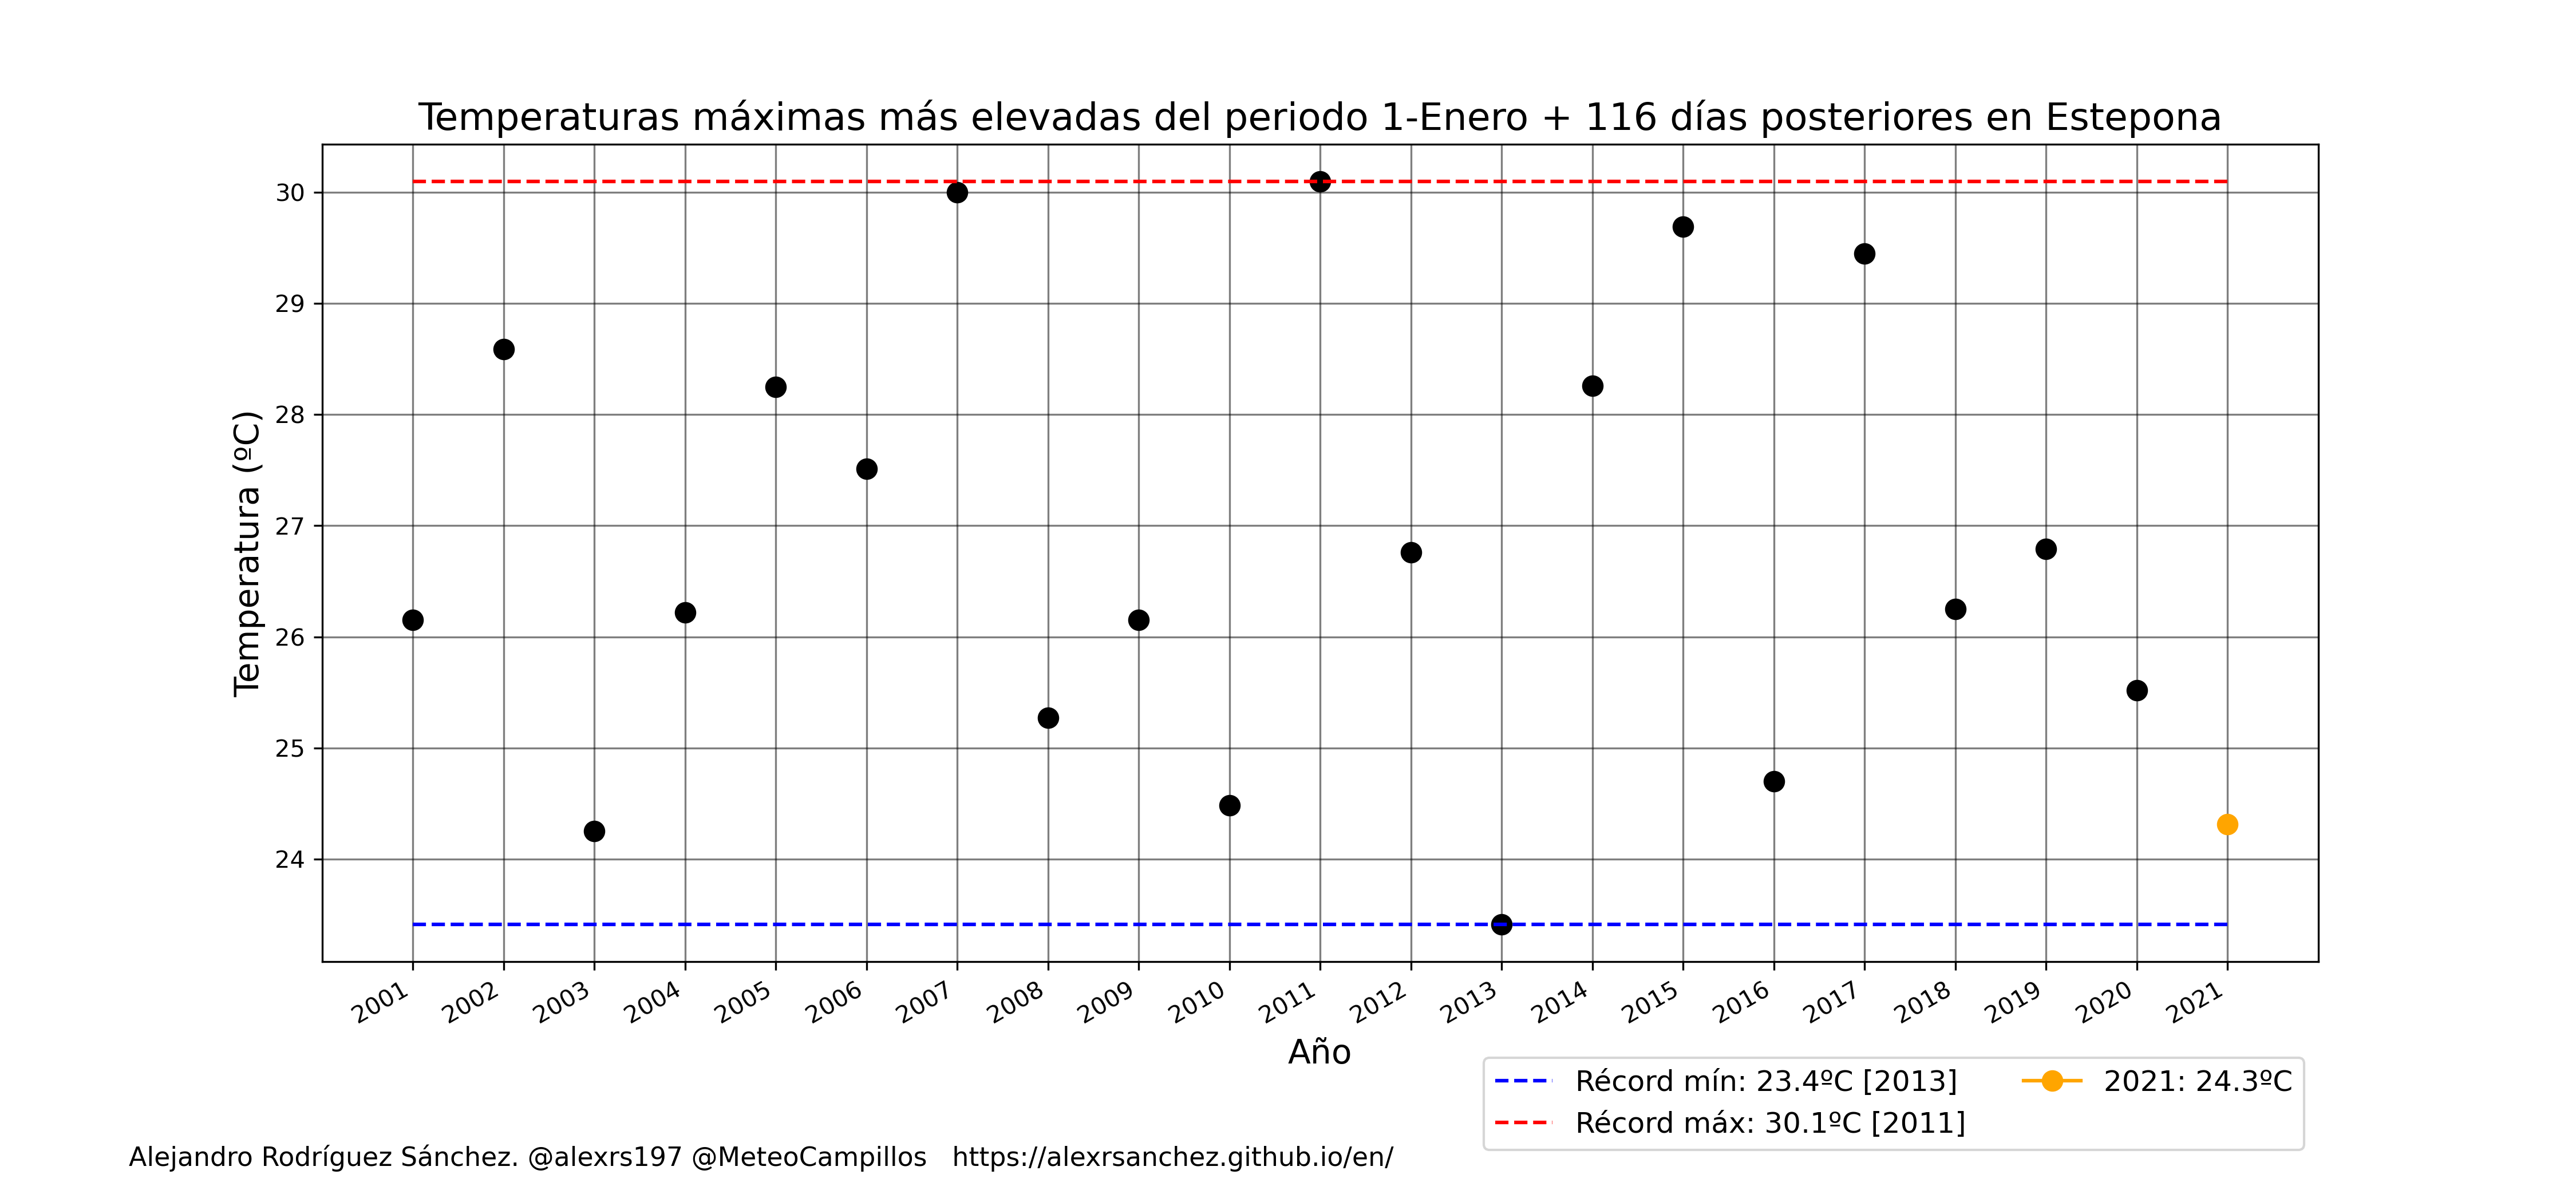 Temperaturas máximas más elevadas del periodo 1-Enero + 116 días posteriores en Estepona
Temperatura (ºC)
30
29
28
27
26
25
24
2001 2002 2003 2004 2005 2006 2007 2008 2009 2010 2011 2012 2013 2014 2015 2016 2017 2018 2019 2020 2021
Año
Récord mín: 23.4ºC [2013]
Récord máx: 30.1ºC [2011]
2021: 24.3ºC
Alejandro Rodríguez Sánchez. @alexrs197 @MeteoCampillos https://alexrsanchez.github.io/en/